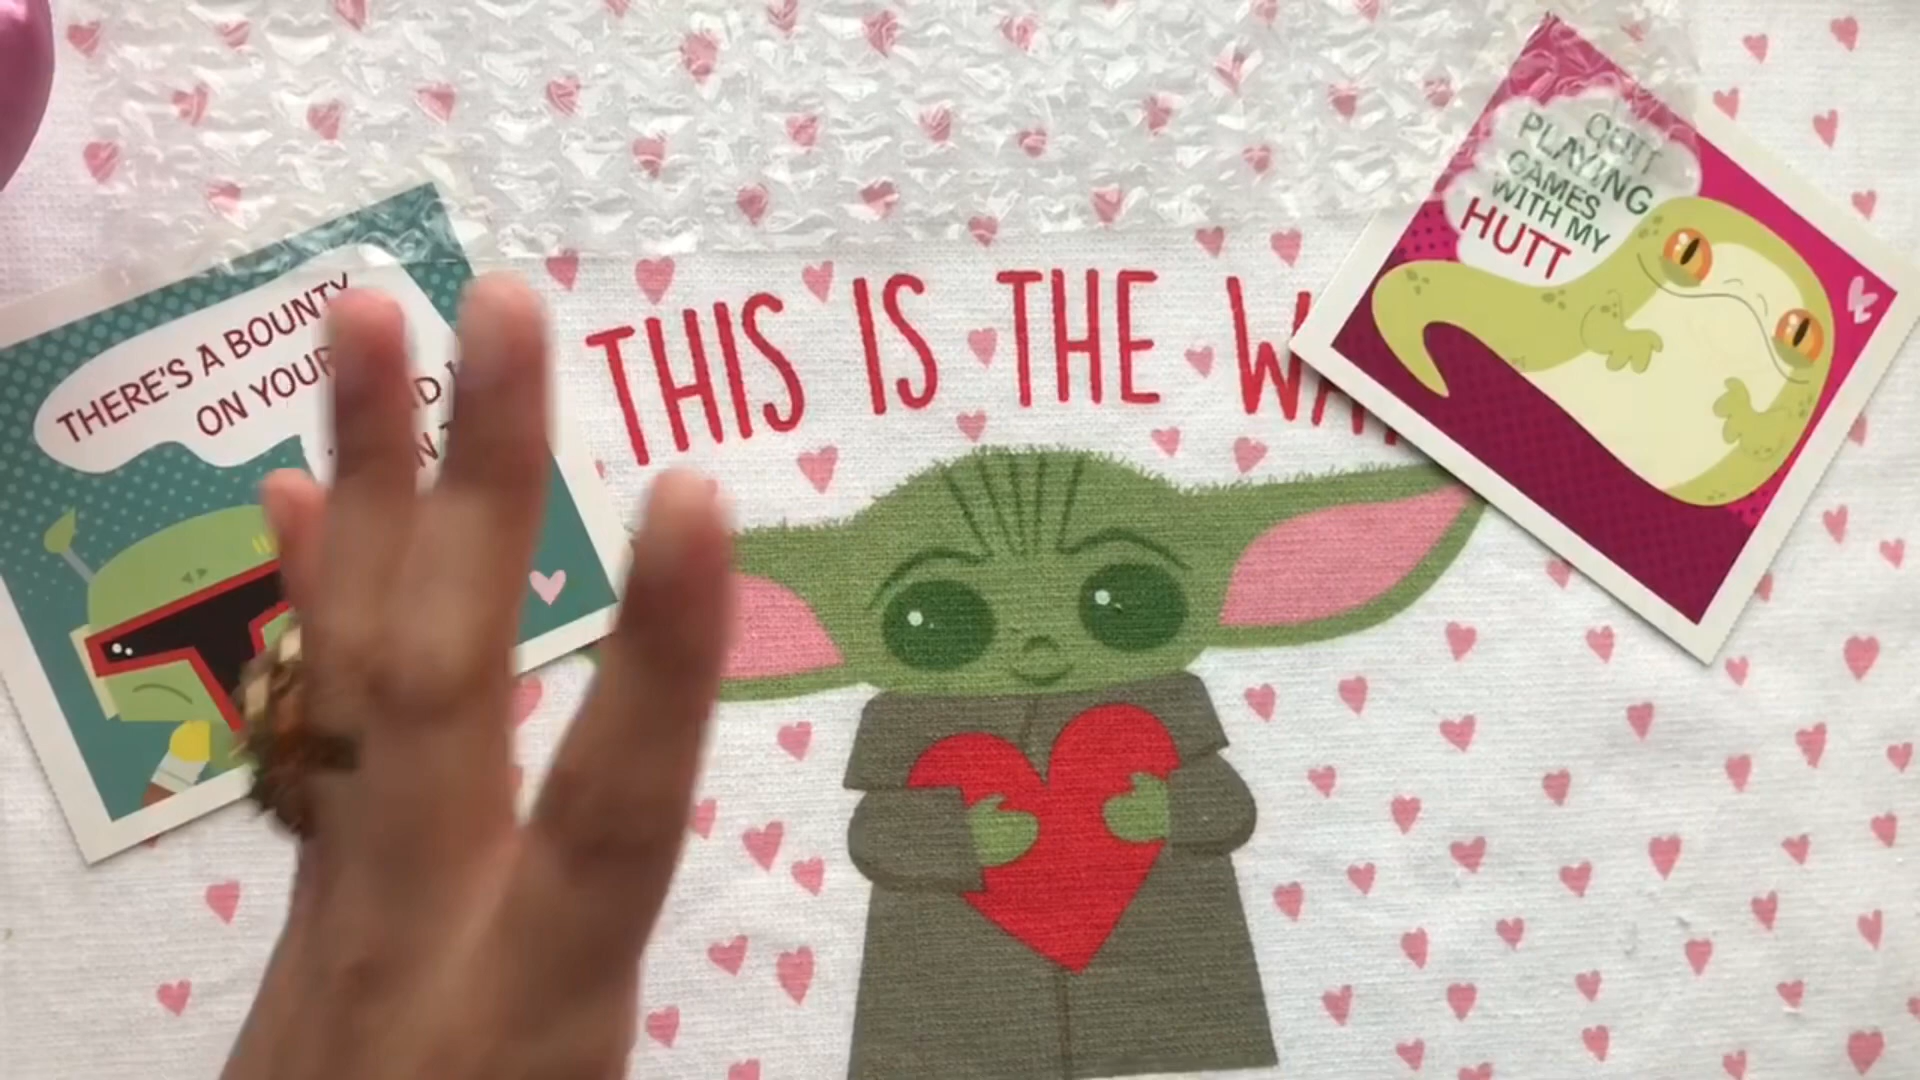 THERE'S A BOUNTY
ON YOUR
THIS IS THE
QUIT
PLAYING
GAMES
WITH MY
HUTT